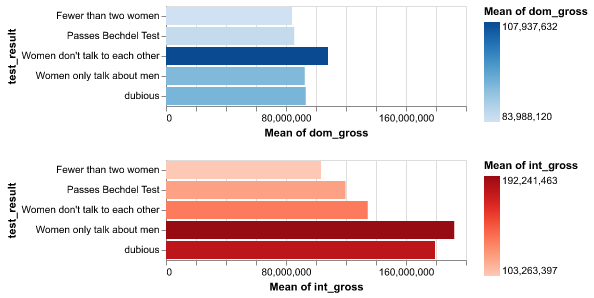 test_result
Fewer than two women
Passes Bechdel Test
Women don't talk to each other
Women only talk about men
dubious
0
80,000,000
160,000,000
Mean of dom_gross
Mean of dom_gross
107,937,632
83,988,120
test_result
Fewer than two women
Passes Bechdel Test
Women don't talk to each other
Women only talk about men
dubious
0
80,000,000
160,000,000
Mean of int_gross
Mean of int_gross
192,241,463
103,263,397